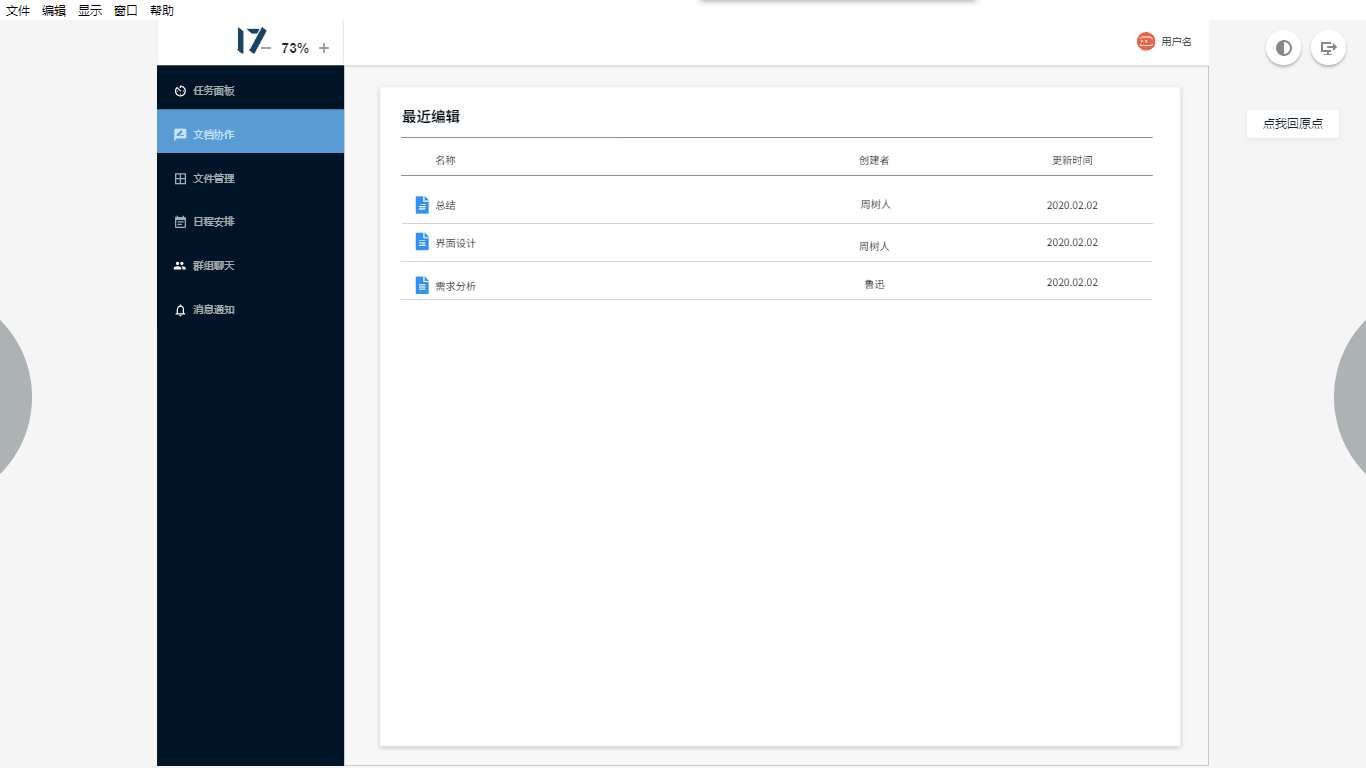 文件 编辑 显示 窗口 帮助
17 73% +
用户名
点我回原点
任务面板
文档协作
文件管理
日程安排
群组聊天
消息通知
最近编辑
名称 创建者 更新时间
总结 周树人 2020.02.02
界面设计 周树人 2020.02.02
需求分析 鲁迅 2020.02.02